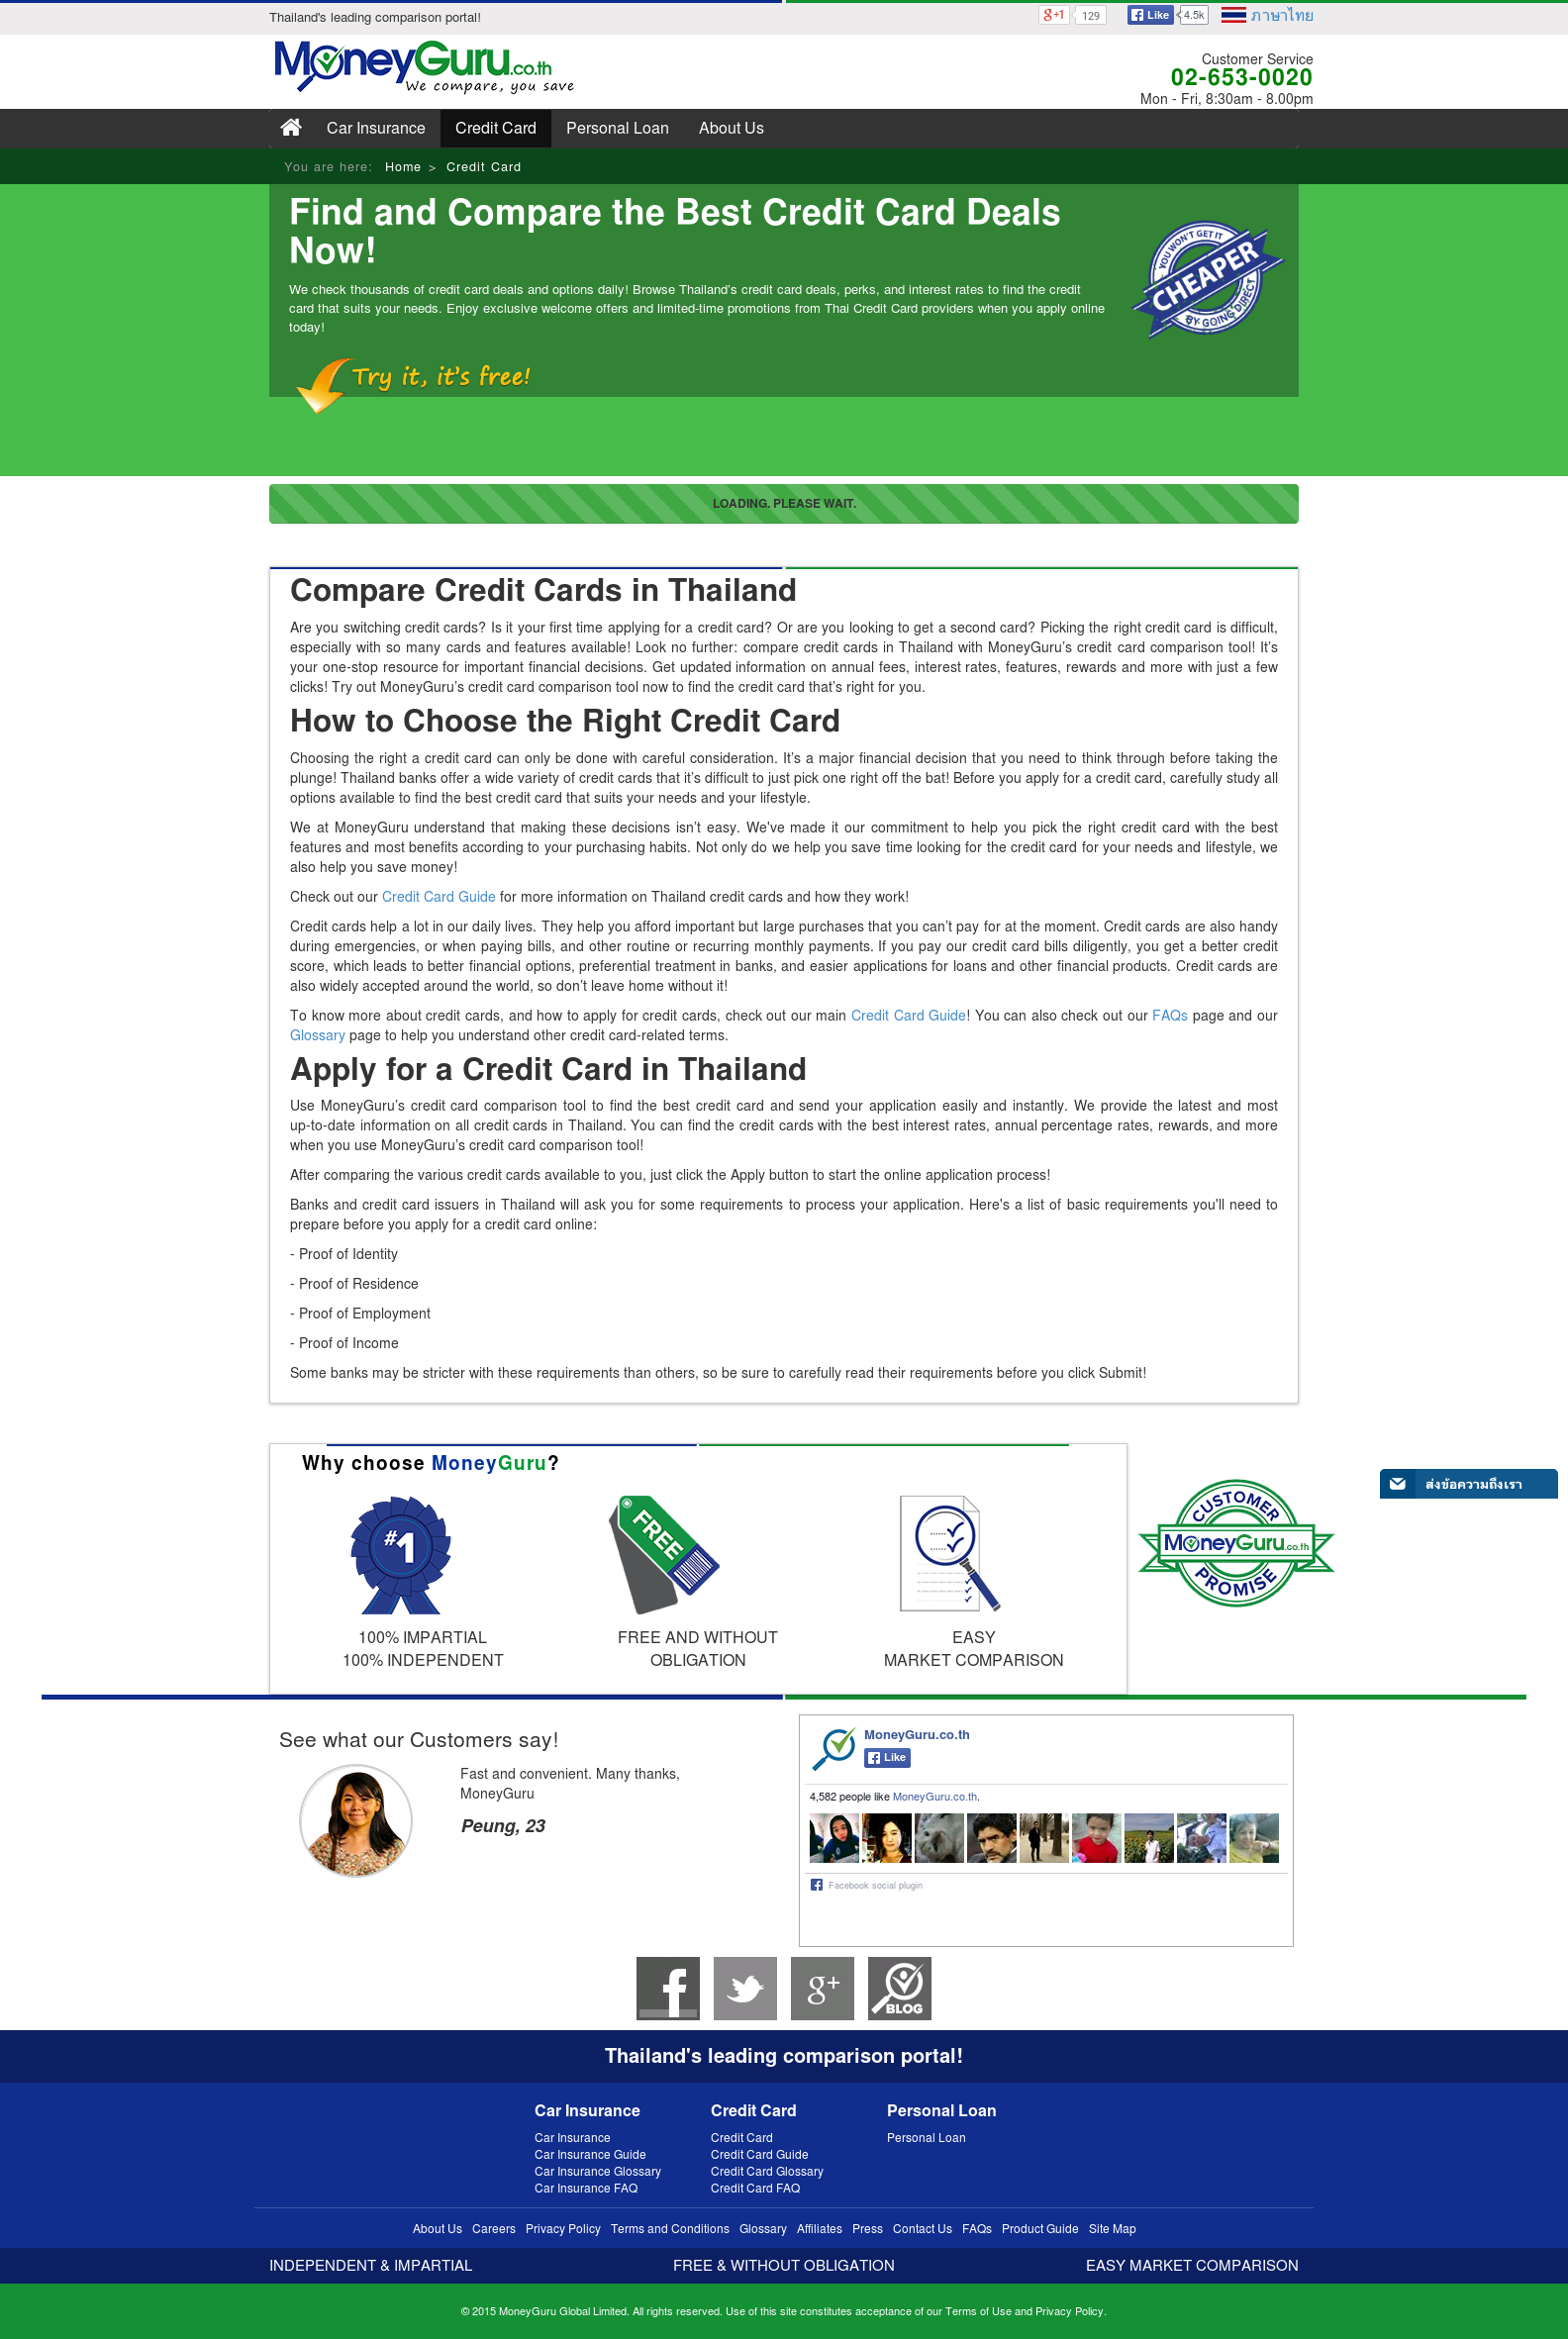 Thailand's leading comparison portal!
+1 129 Like 4.5k ภาษาไทย
MoneyGuru.co.th
We compare, you save
Customer Service
02-653-0020
Mon - Fri, 8:30am - 8.00pm
Car Insurance Credit Card Personal Loan About Us
You are here: Home > Credit Card
Find and Compare the Best Credit Card Deals
Now!
We check thousands of credit card deals and options daily! Browse Thailand's credit card deals, perks, and interest rates to find the credit
card that suits your needs. Enjoy exclusive welcome offers and limited-time promotions from Thai Credit Card providers when you apply online
today!
YOU WON'T GET IT
CHEAPER
BY GOING DIRECT
Try it, it's free!
LOADING. PLEASE WAIT.
Compare Credit Cards in Thailand
Are you switching credit cards? Is it your first time applying for a credit card? Or are you looking to get a second card? Picking the right credit card is difficult,
especially with so many cards and features available! Look no further: compare credit cards in Thailand with MoneyGuru's credit card comparison tool! It's
your one-stop resource for important financial decisions. Get updated information on annual fees, interest rates, features, rewards and more with just a few
clicks! Try out MoneyGuru's credit card comparison tool now to find the credit card that's right for you.
How to Choose the Right Credit Card
Choosing the right a credit card can only be done with careful consideration. It's a major financial decision that you need to think through before taking the
plunge! Thailand banks offer a wide variety of credit cards that it's difficult to just pick one right off the bat! Before you apply for a credit card, carefully study all
options available to find the best credit card that suits your needs and your lifestyle.
We at MoneyGuru understand that making these decisions isn't easy. We've made it our commitment to help you pick the right credit card with the best
features and most benefits according to your purchasing habits. Not only do we help you save time looking for the credit card for your needs and lifestyle, we
also help you save money!
Check out our Credit Card Guide for more information on Thailand credit cards and how they work!
Credit cards help a lot in our daily lives. They help you afford important but large purchases that you can't pay for at the moment. Credit cards are also handy
during emergencies, or when paying bills, and other routine or recurring monthly payments. If you pay our credit card bills diligently, you get a better credit
score, which leads to better financial options, preferential treatment in banks, and easier applications for loans and other financial products. Credit cards are
also widely accepted around the world, so don't leave home without it!
To know more about credit cards, and how to apply for credit cards, check out our main Credit Card Guide! You can also check out our FAQs page and our
Glossary page to help you understand other credit card-related terms.
Apply for a Credit Card in Thailand
Use MoneyGuru's credit card comparison tool to find the best credit card and send your application easily and instantly. We provide the latest and most
up-to-date information on all credit cards in Thailand. You can find the credit cards with the best interest rates, annual percentage rates, rewards, and more
when you use MoneyGuru's credit card comparison tool!
After comparing the various credit cards available to you, just click the Apply button to start the online application process!
Banks and credit card issuers in Thailand will ask you for some requirements to process your application. Here's a list of basic requirements you'll need to
prepare before you apply for a credit card online:
- Proof of Identity
- Proof of Residence
- Proof of Employment
- Proof of Income
Some banks may be stricter with these requirements than others, so be sure to carefully read their requirements before you click Submit!
Why choose MoneyGuru?
#1
FREE
100% IMPARTIAL
100% INDEPENDENT
FREE AND WITHOUT
OBLIGATION
EASY
MARKET COMPARISON
CUSTOMER
MoneyGuru.co.th
PROMISE
ส่งข้อความถึงเรา
See what our Customers say!
Fast and convenient. Many thanks,
MoneyGuru
Peung, 23
MoneyGuru.co.th
Like
4,582 people like MoneyGuru.co.th.
Facebook social plugin
f g+ BLOG
Thailand's leading comparison portal!
Car Insurance Credit Card Personal Loan
Car Insurance Credit Card Personal Loan
Car Insurance Guide Credit Card Guide
Car Insurance Glossary Credit Card Glossary
Car Insurance FAQ Credit Card FAQ
About Us Careers Privacy Policy Terms and Conditions Glossary Affiliates Press Contact Us FAQs Product Guide Site Map
INDEPENDENT & IMPARTIAL FREE & WITHOUT OBLIGATION EASY MARKET COMPARISON
© 2015 MoneyGuru Global Limited. All rights reserved. Use of this site constitutes acceptance of our Terms of Use and Privacy Policy.